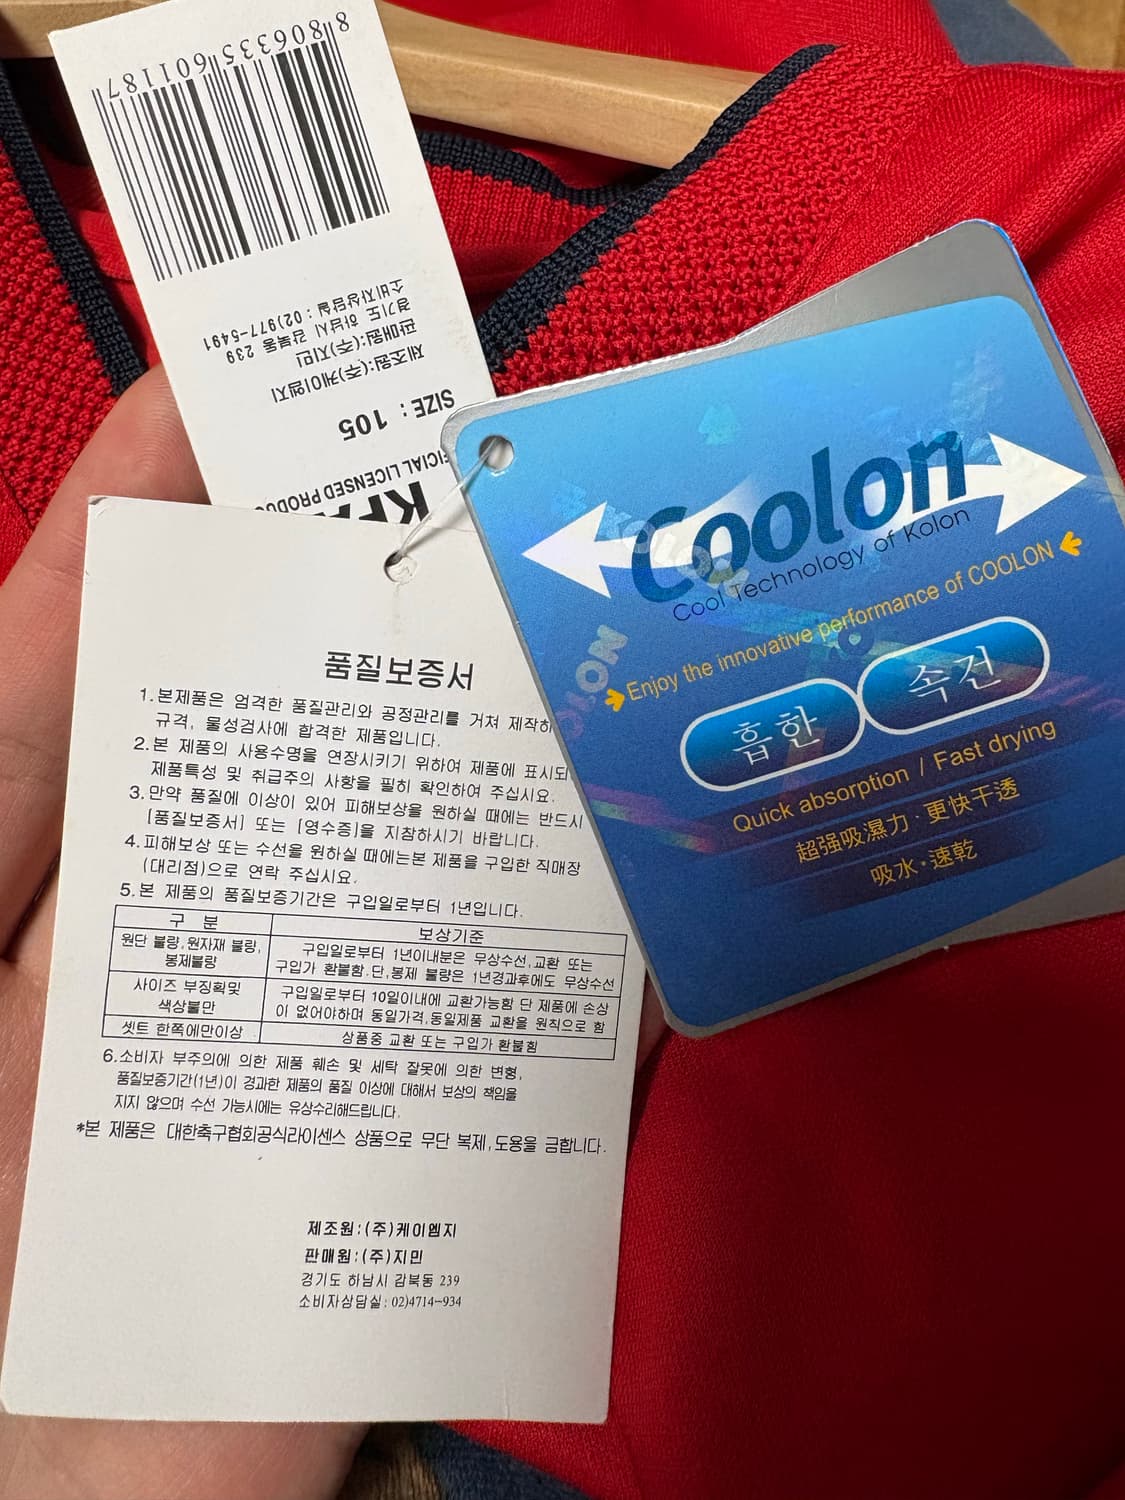 8 806335 601187
소비자상담실 : 02)977-5491
경기도 하남시 감북동 239
판매원:(주)지민
제조원:(주)케이엠지
SIZE : 105
LICENSED
품질보증서
1.본제품은 엄격한 품질관리와 공정관리를 거쳐 제작하
규격, 물성검사에 합격한 제품입니다.
2.본 제품의 사용수명을 연장시키기 위하여 제품에 표시되
제품특성 및 취급주의 사항을 필히 확인하여 주십시요.
3.만약 품질에 이상이 있어 피해보상을 원하실 때에는 반드시
[품질보증서] 또는 [영수증]을 지참하시기 바랍니다.
4.피해보상 또는 수선을 원하실 때에는본 제품을 구입한 직매장
(대리점)으로 연락 주십시요.
5.본 제품의 품질보증기간은 구입일로부터 1년입니다.
구 분 보상기준
원단 불량,원자재 불량, 봉제불량 구입일로부터 1년이내분은 무상수선,교환 또는
구입가 환불함.단,봉제 불량은 1년경과후에도 무상수선
사이즈 부정확및 색상불만 구입일로부터 10일이내에 교환가능함 단 제품에 손상
이 없어야하며 동일가격,동일제품 교환을 원칙으로 함
셋트 한쪽에만이상 상품중 교환 또는 구입가 환불함
6.소비자 부주의에 의한 제품 훼손 및 세탁 잘못에 의한 변형,
품질보증기간(1년)이 경과한 제품의 품질 이상에 대해서 보상의 책임을
지지 않으며 수선 가능시에는 유상수리해드립니다.
*본 제품은 대한축구협회공식라이센스 상품으로 무단 복제,도용을 금합니다.
제조원:(주)케이엠지
판매원:(주)지민
경기도 하남시 감북동 239
소비자상담실: 02)4714-934
Coolon
Cool Technology of Kolon
Enjoy the innovative performance of COOLON
흡한 속건
Quick absorption / Fast drying
超强吸濕力·更快干透
吸水·速乾